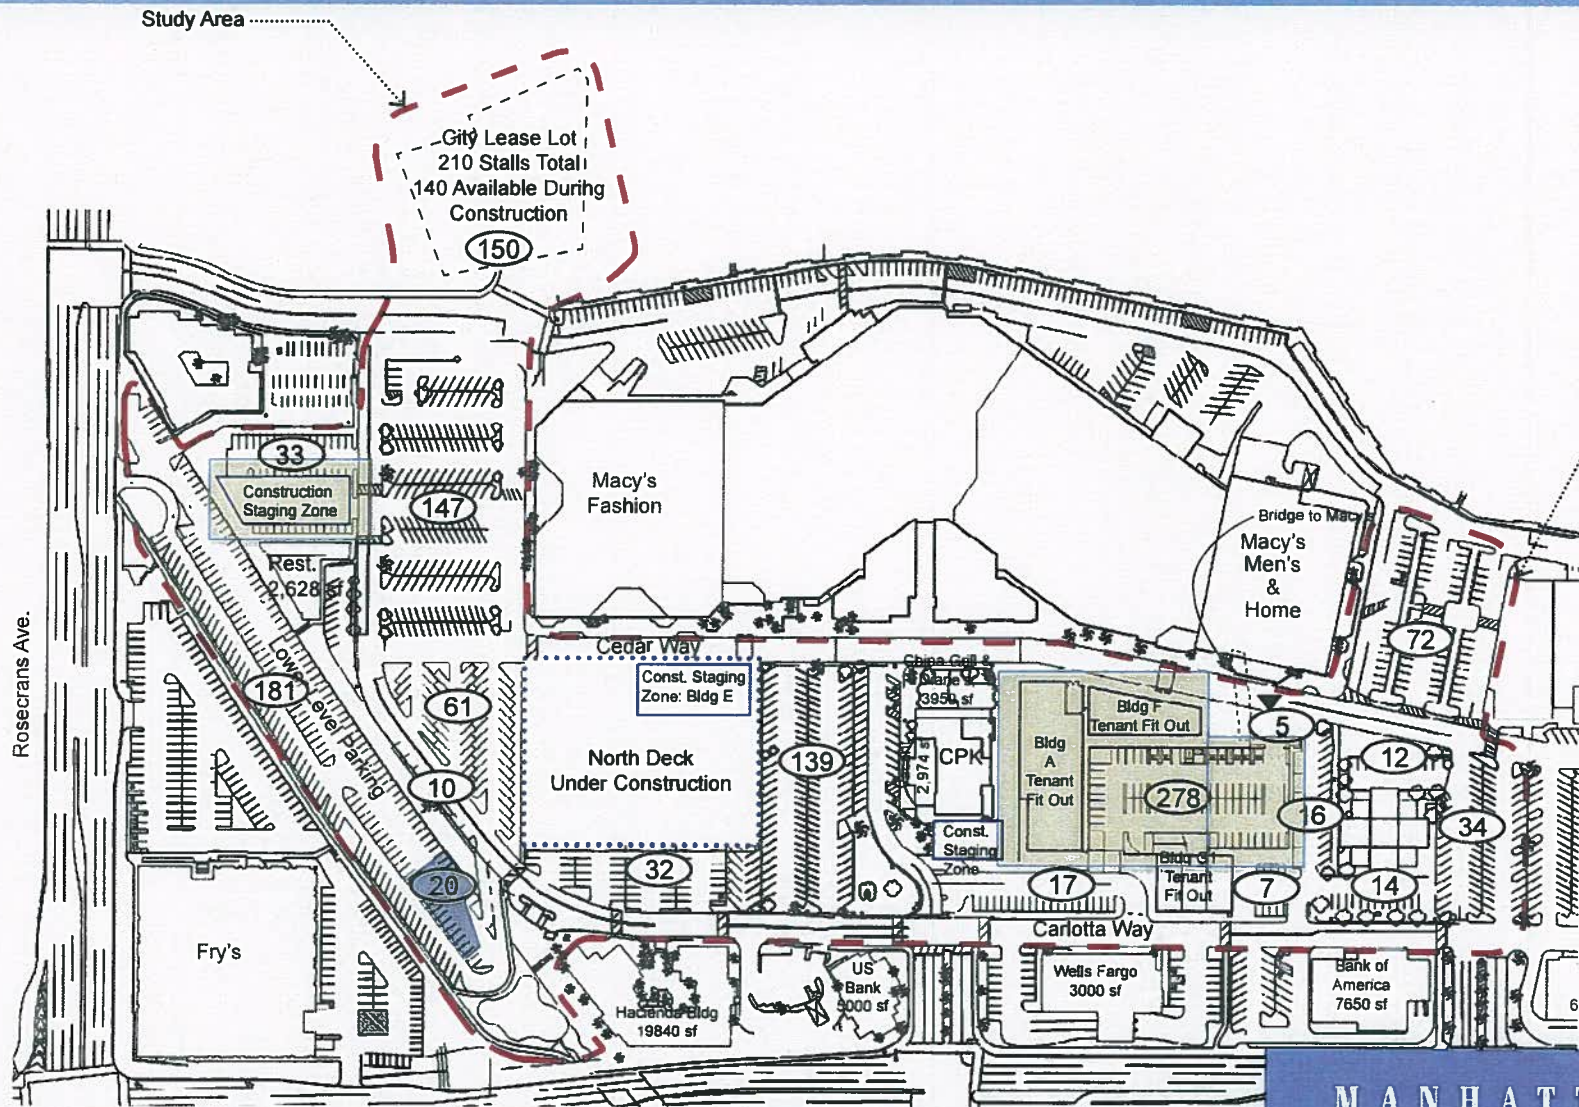 Study Area
City Lease Lot
210 Stalls Total
140 Available During
Construction
150
33
Construction
Staging Zone
147
Macy's
Fashion
Bridge to Mac
Macy's
Men's
&
Home
72
Rest.
2,628 sf
Rosecrans Ave.
Cedar Way
181
Low Level Parking
61
10
Const. Staging
Zone: Bldg E
North Deck
Under Construction
139
China Grill &
3950 sf
CPK
2,974 sf
Const.
Staging
Zone
Bldg
A
Tenant
Fit Out
Bldg F
Tenant Fit Out
278
5
12
16
34
32
20
17
Bldg G1
Tenant
Fit Out
7
14
Carlotta Way
Fry's
Hacienda Bldg
19840 sf
US
Bank
5000 sf
Wells Fargo
3000 sf
Bank of
America
7650 sf
6
MANHATT